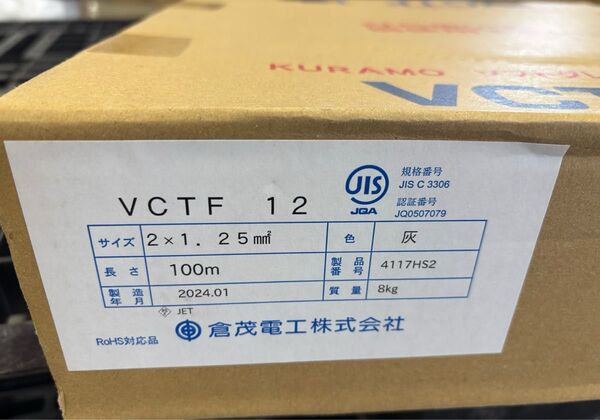 KURAMO
VCT
VCTF 12
JIS
JQA
規格番号
JIS C 3306
認証番号
JQ0507079
サイズ 2×1.25㎟ 色 灰
長さ 100m 製品番号 4117HS2
製造年月 2024.01 質量 8kg
JET
RoHS対応品
倉茂電工株式会社